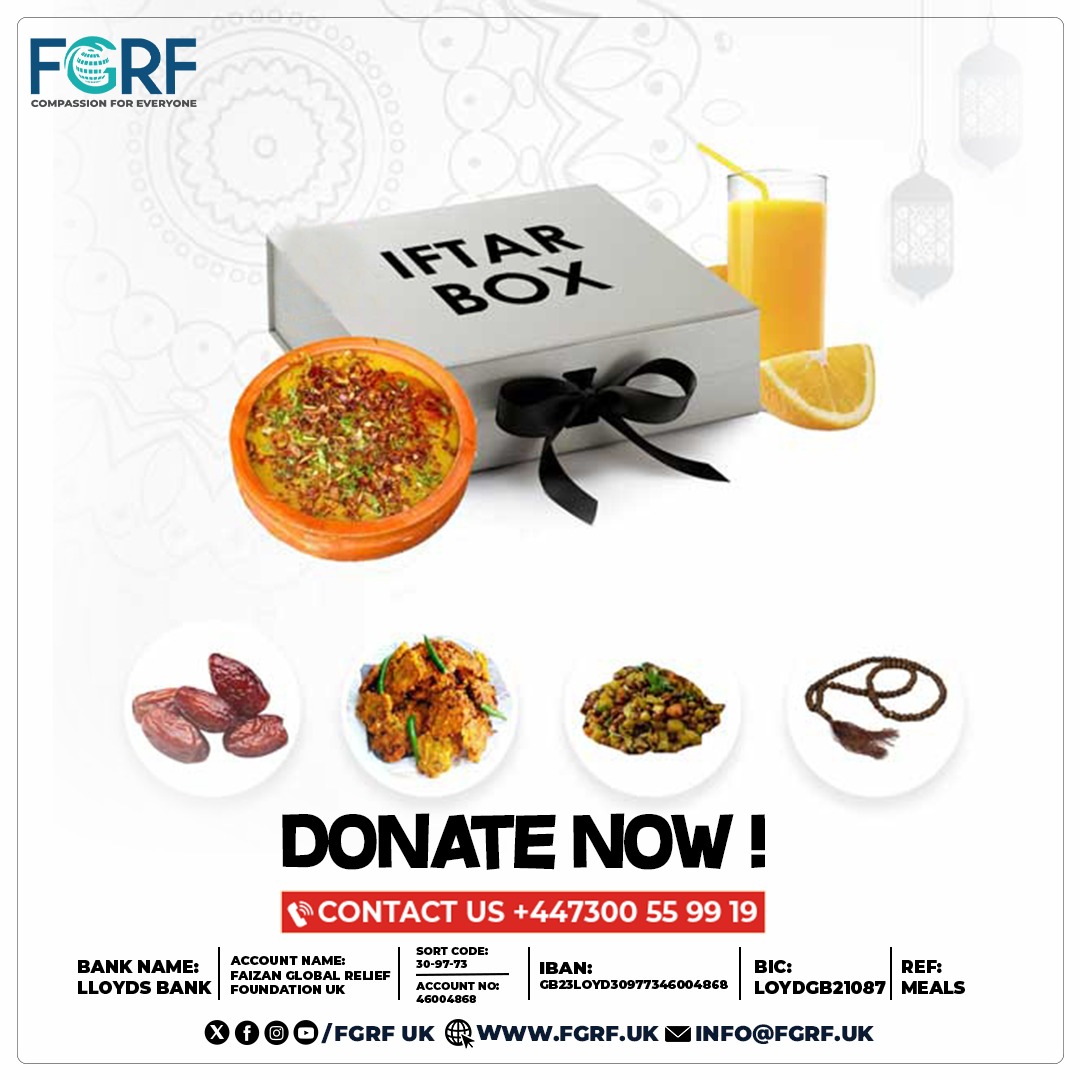 FGRF
COMPASSION FOR EVERYONE
IFTAR
BOX
DONATE NOW !
CONTACT US +447300 55 99 19
BANK NAME:
LLOYDS BANK
ACCOUNT NAME:
FAIZAN GLOBAL RELIEF
FOUNDATION UK
SORT CODE:
30-97-73
ACCOUNT NO:
46004868
IBAN:
GB23LOYD30977346004868
BIC:
LOYDGB21087
REF:
MEALS
/FGRF UK WWW.FGRF.UK INFO@FGRF.UK